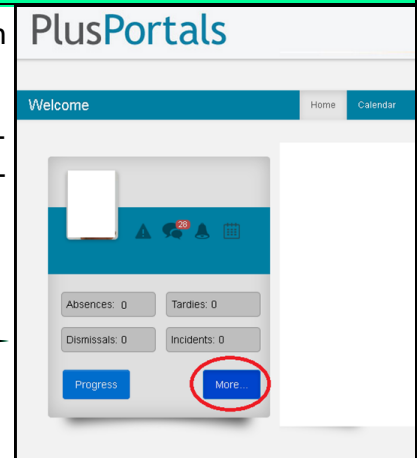 PlusPortals
Welcome
Home Calendar
28
Absences: 0 Tardies: 0
Dismissals: 0 Incidents: 0
Progress More...